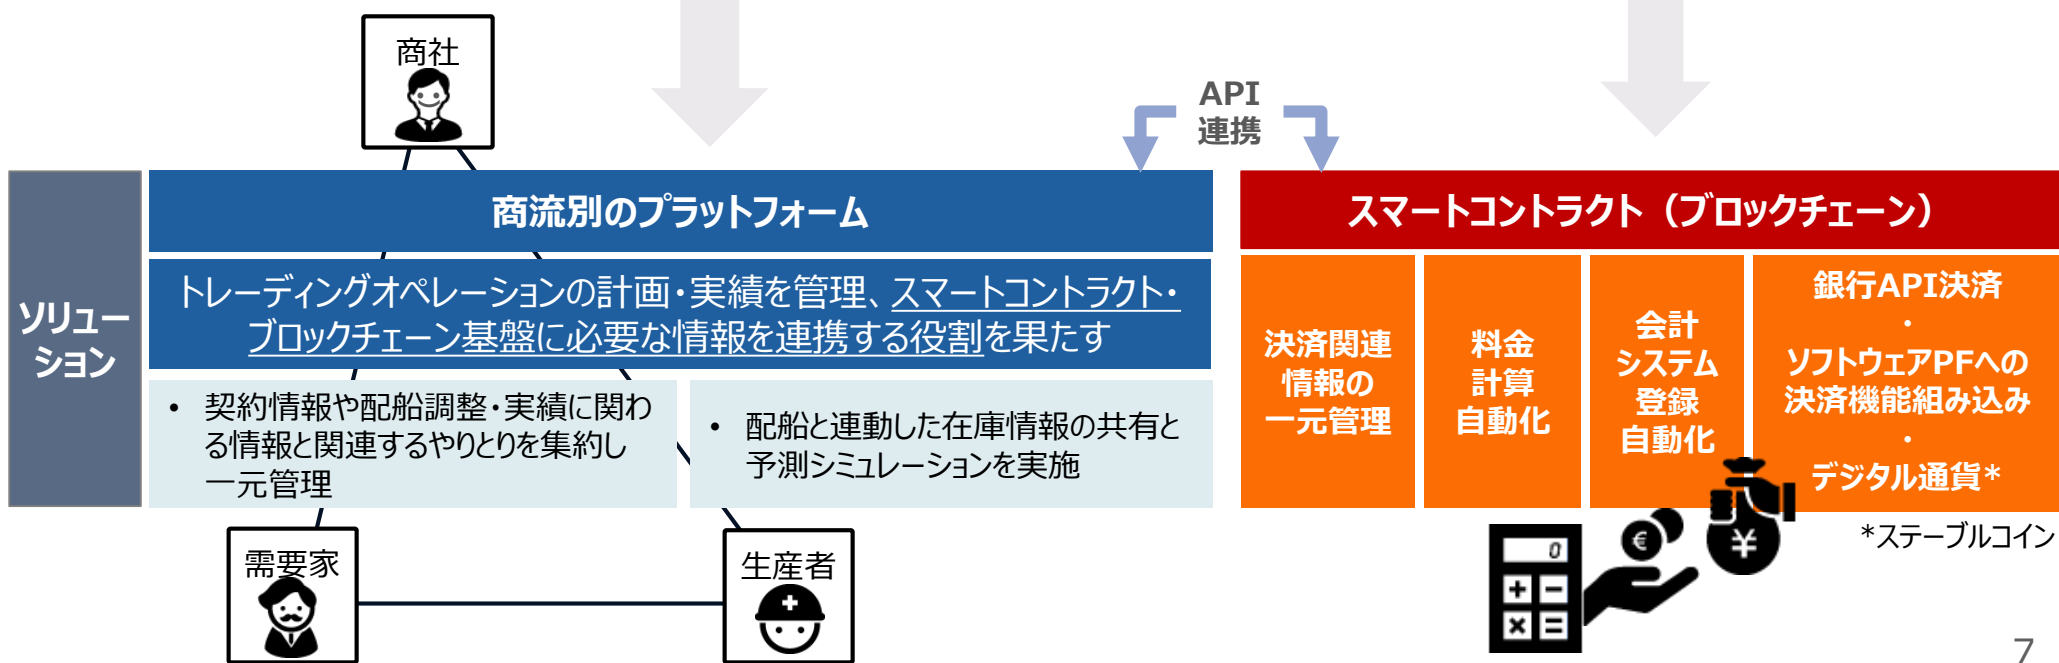 商社
API
連携
ソリュー
ション
商流別のプラットフォーム
トレーディングオペレーションの計画・実績を管理、スマートコントラクト・
ブロックチェーン基盤に必要な情報を連携する役割を果たす
• 契約情報や配船調整・実績に関わ
る情報と関連するやりとりを集約し
一元管理
• 配船と連動した在庫情報の共有と
予測シミュレーションを実施
スマートコントラクト（ブロックチェーン）
決済関連
情報の
一元管理
料金
計算
自動化
会計
システム
登録
自動化
銀行API決済
・
ソフトウェアPFへの
決済機能組み込み
・
デジタル通貨*
*ステーブルコイン
需要家
生産者
0
+ −
× =
€
¥
7